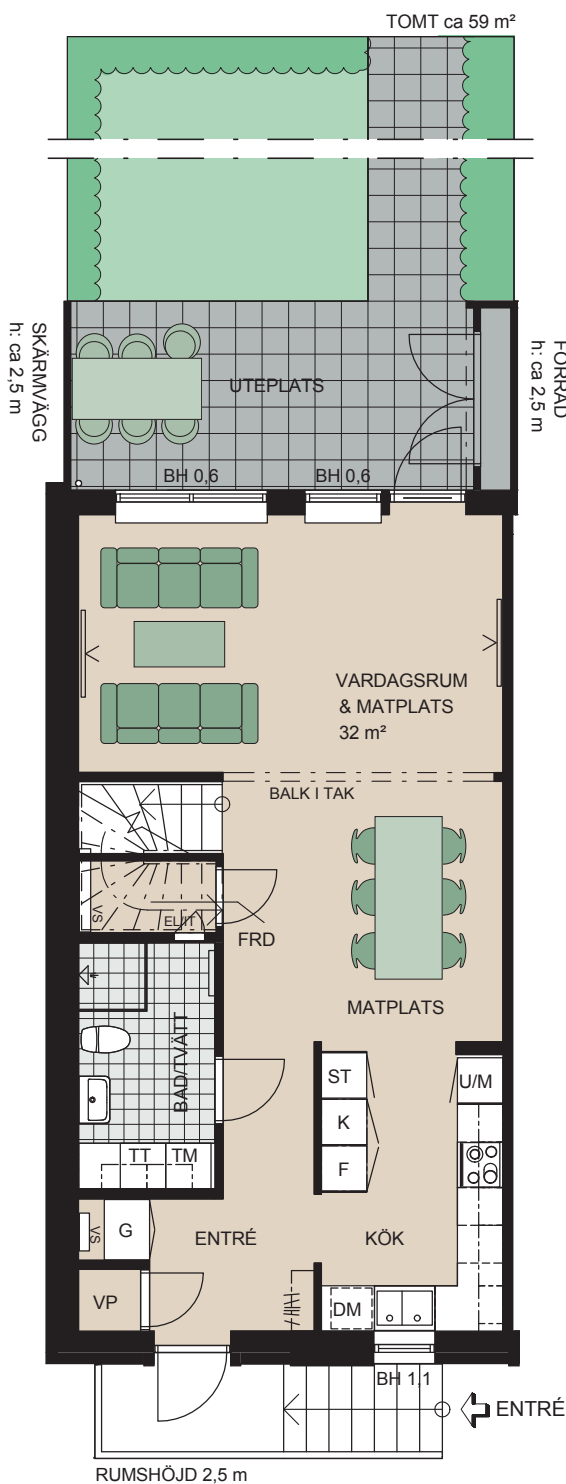 TOMT ca 59 m²
SKÄRMVÄGG
h: ca 2,5 m
FÖRRÅD
h: ca 2,5 m
UTEPLATS
BH 0,6
BH 0,6
VARDAGSRUM
& MATPLATS
32 m²
BALK I TAK
VS
EL/IT
FRD
MATPLATS
BAD/TVÄTT
ST
U/M
K
F
TT
TM
VS
G
ENTRÉ
KÖK
VP
DM
BH 1,1
ENTRÉ
RUMSHÖJD 2,5 m